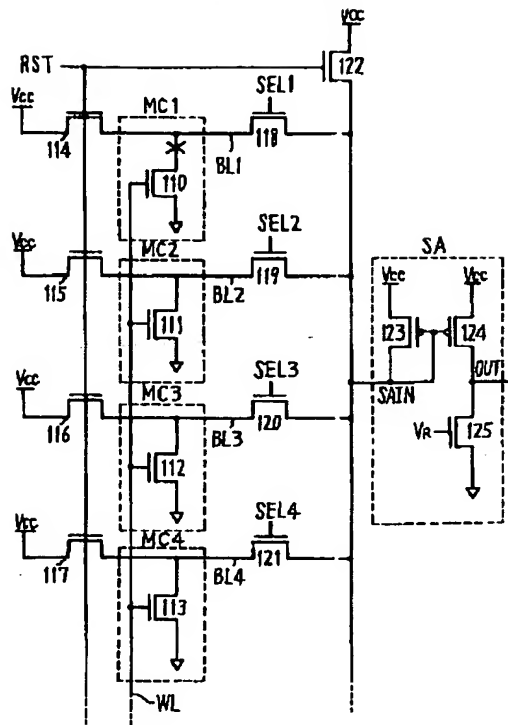 VCC
RST
122
SEL1
VCC
MC1
114
118
BL1
110
MC2
SEL2
VCC
SA
115
BL2
119
VCC
VCC
111
123
124
SEL3
OUT
VCC
MC3
SAIN
116
BL3
120
VR
125
112
SEL4
VCC
MC4
117
BL4
121
113
WL